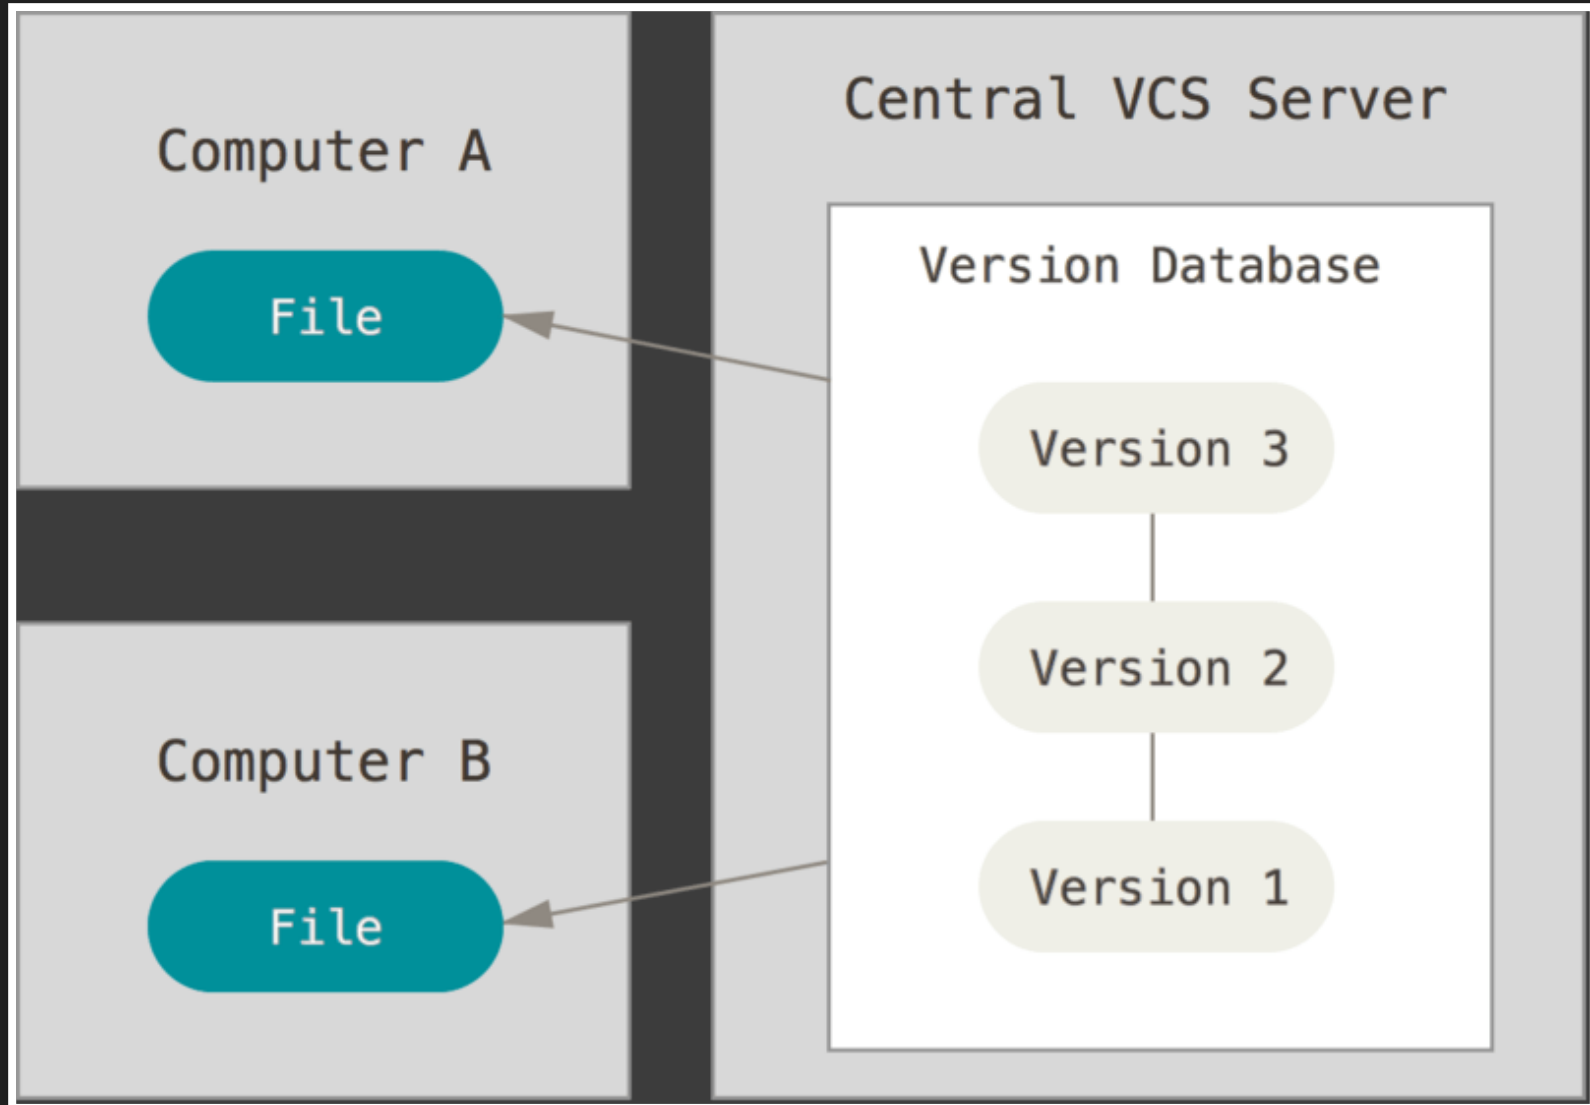 Computer A
File
Computer B
File
Central VCS Server
Version Database
Version 3
Version 2
Version 1